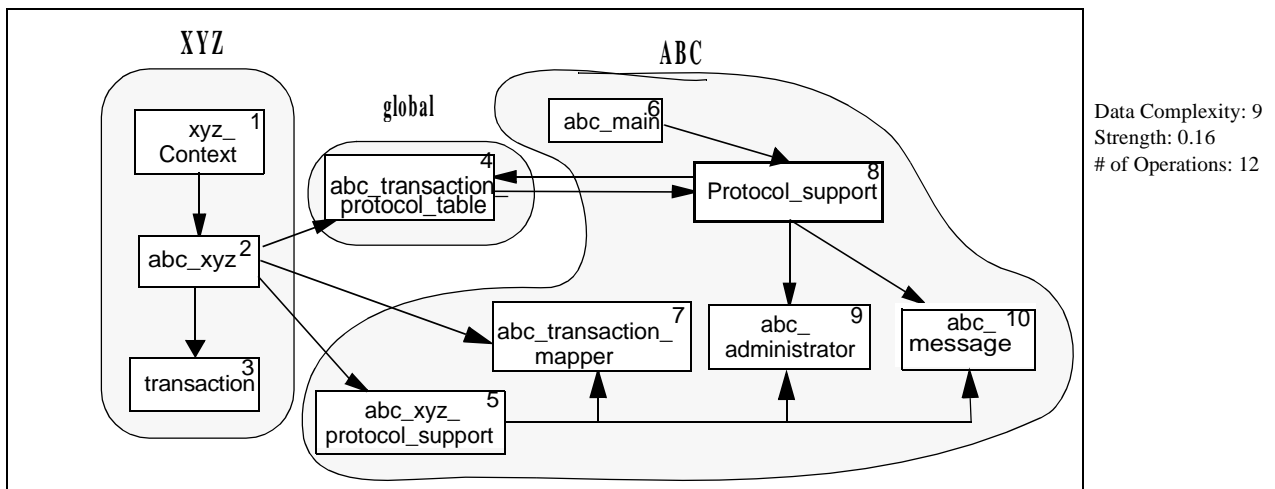 XYZ
ABC
global
1
xyz_
Context
6
abc_main
4
abc_transaction_
protocol_table
8
Protocol_support
2
abc_xyz
3
transaction
7
abc_transaction_
mapper
9
abc_
administrator
10
abc_
message
5
abc_xyz_
protocol_support
Data Complexity: 9
Strength: 0.16
# of Operations: 12